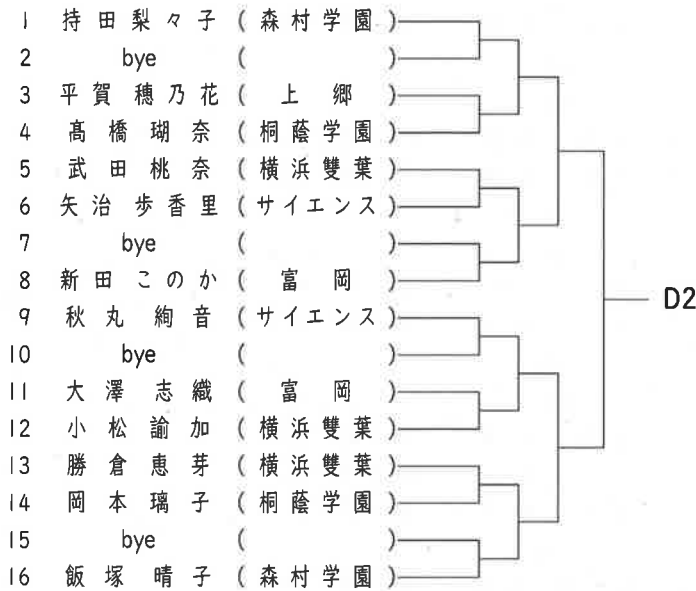 1 持田梨々子 (森村学園)
2 bye ( )
3 平賀 穂乃花 ( 上 郷 )
4 髙橋瑚奈 (桐蔭学園)
5 武田桃奈 (横浜雙葉)
6 矢治 歩香里 (サイエンス)
7 bye ( )
8 新田 このか ( 富 岡 )
9 秋丸 絢音 (サイエンス)
10 bye ( )
11 大澤 志織 ( 富 岡 )
12 小松 諭加 (横浜雙葉)
13 勝倉恵芽 (横浜雙葉)
14 岡本璃子 (桐蔭学園)
15 bye ( )
16 飯塚 晴子 (森村学園)
D2